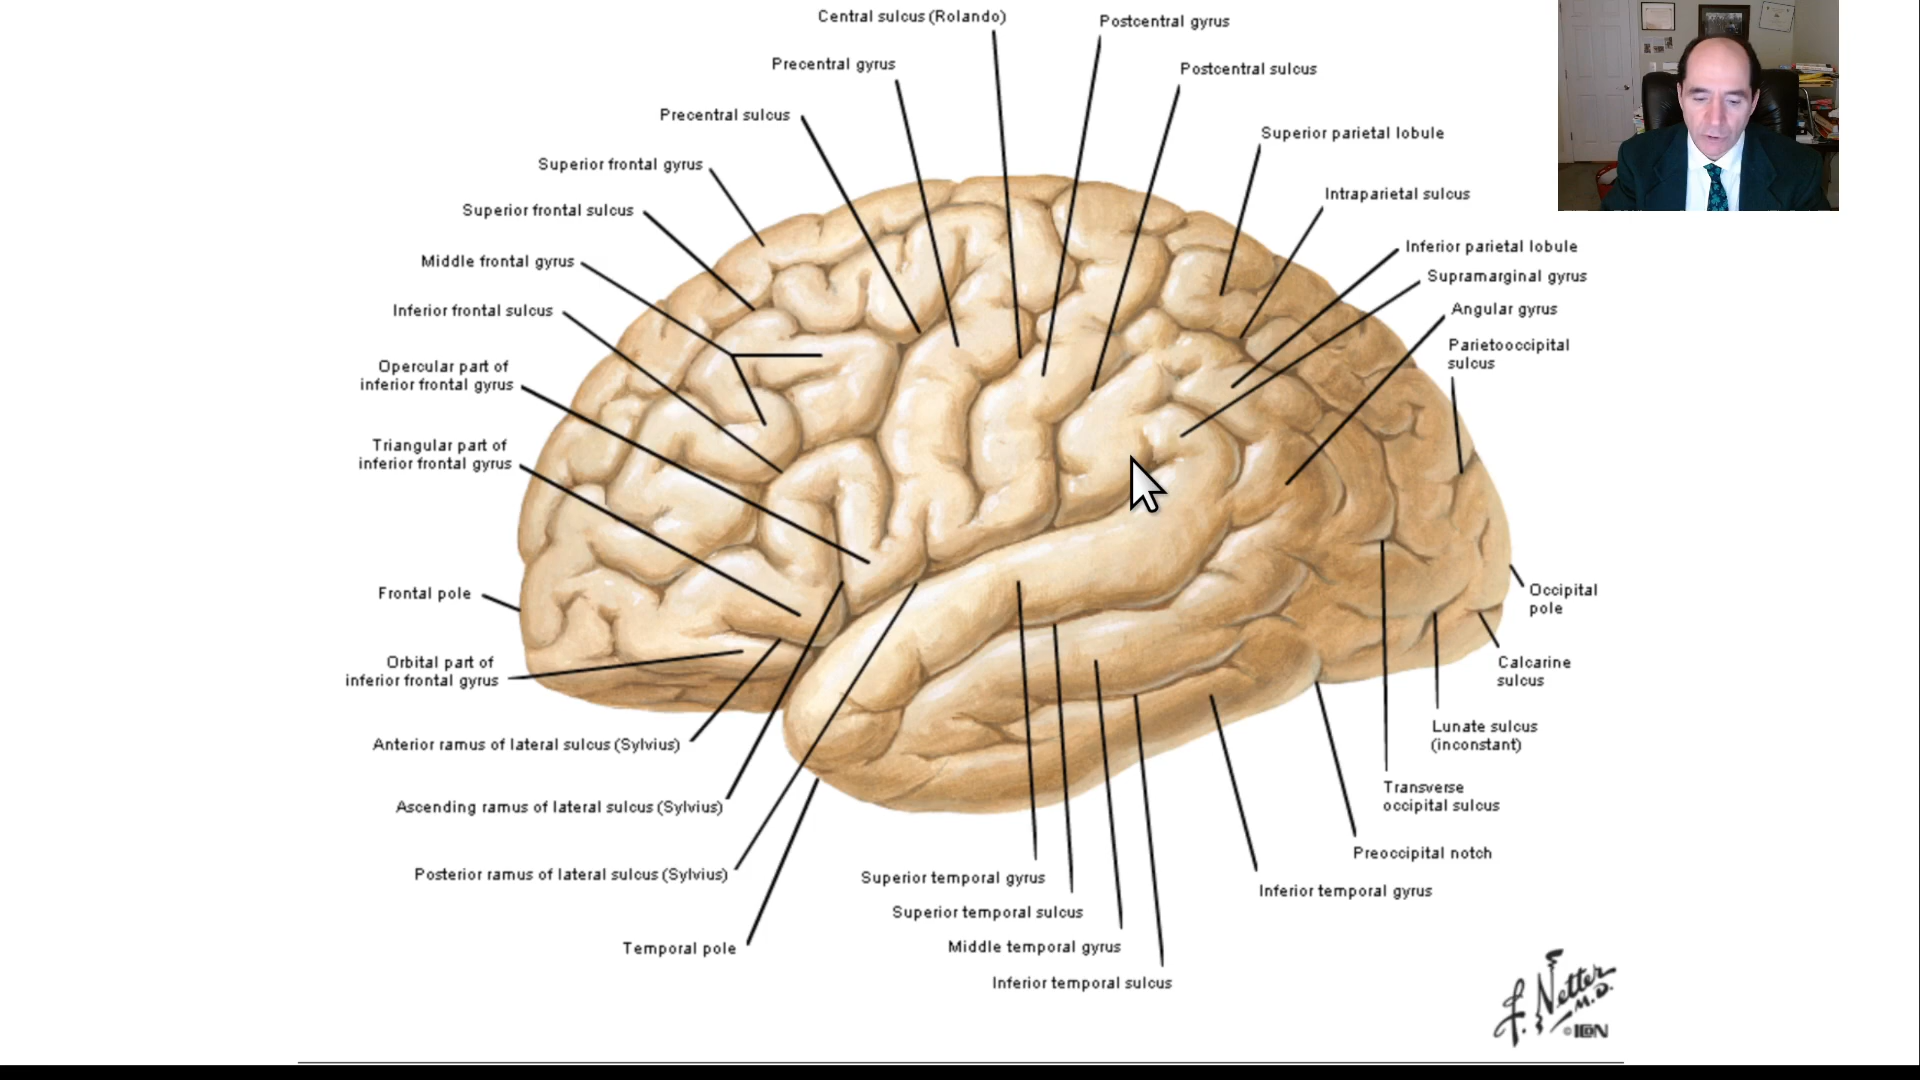 Central sulcus (Rolando)
Postcentral gyrus
Precentral gyrus
Postcentral sulcus
Precentral sulcus
Superior parietal lobule
Superior frontal gyrus
Intraparietal sulcus
Superior frontal sulcus
Inferior parietal lobule
Middle frontal gyrus
Supramarginal gyrus
Inferior frontal sulcus
Angular gyrus
Parietooccipital
sulcus
Opercular part of
inferior frontal gyrus
Triangular part of
inferior frontal gyrus
Frontal pole
Occipital
pole
Orbital part of
inferior frontal gyrus
Calcarine
sulcus
Anterior ramus of lateral sulcus (Sylvius)
Lunate sulcus
(inconstant)
Ascending ramus of lateral sulcus (Sylvius)
Transverse
occipital sulcus
Posterior ramus of lateral sulcus (Sylvius)
Preoccipital notch
Superior temporal gyrus
Inferior temporal gyrus
Superior temporal sulcus
Temporal pole
Middle temporal gyrus
Inferior temporal sulcus
F. Netter
M.D.
©ICON